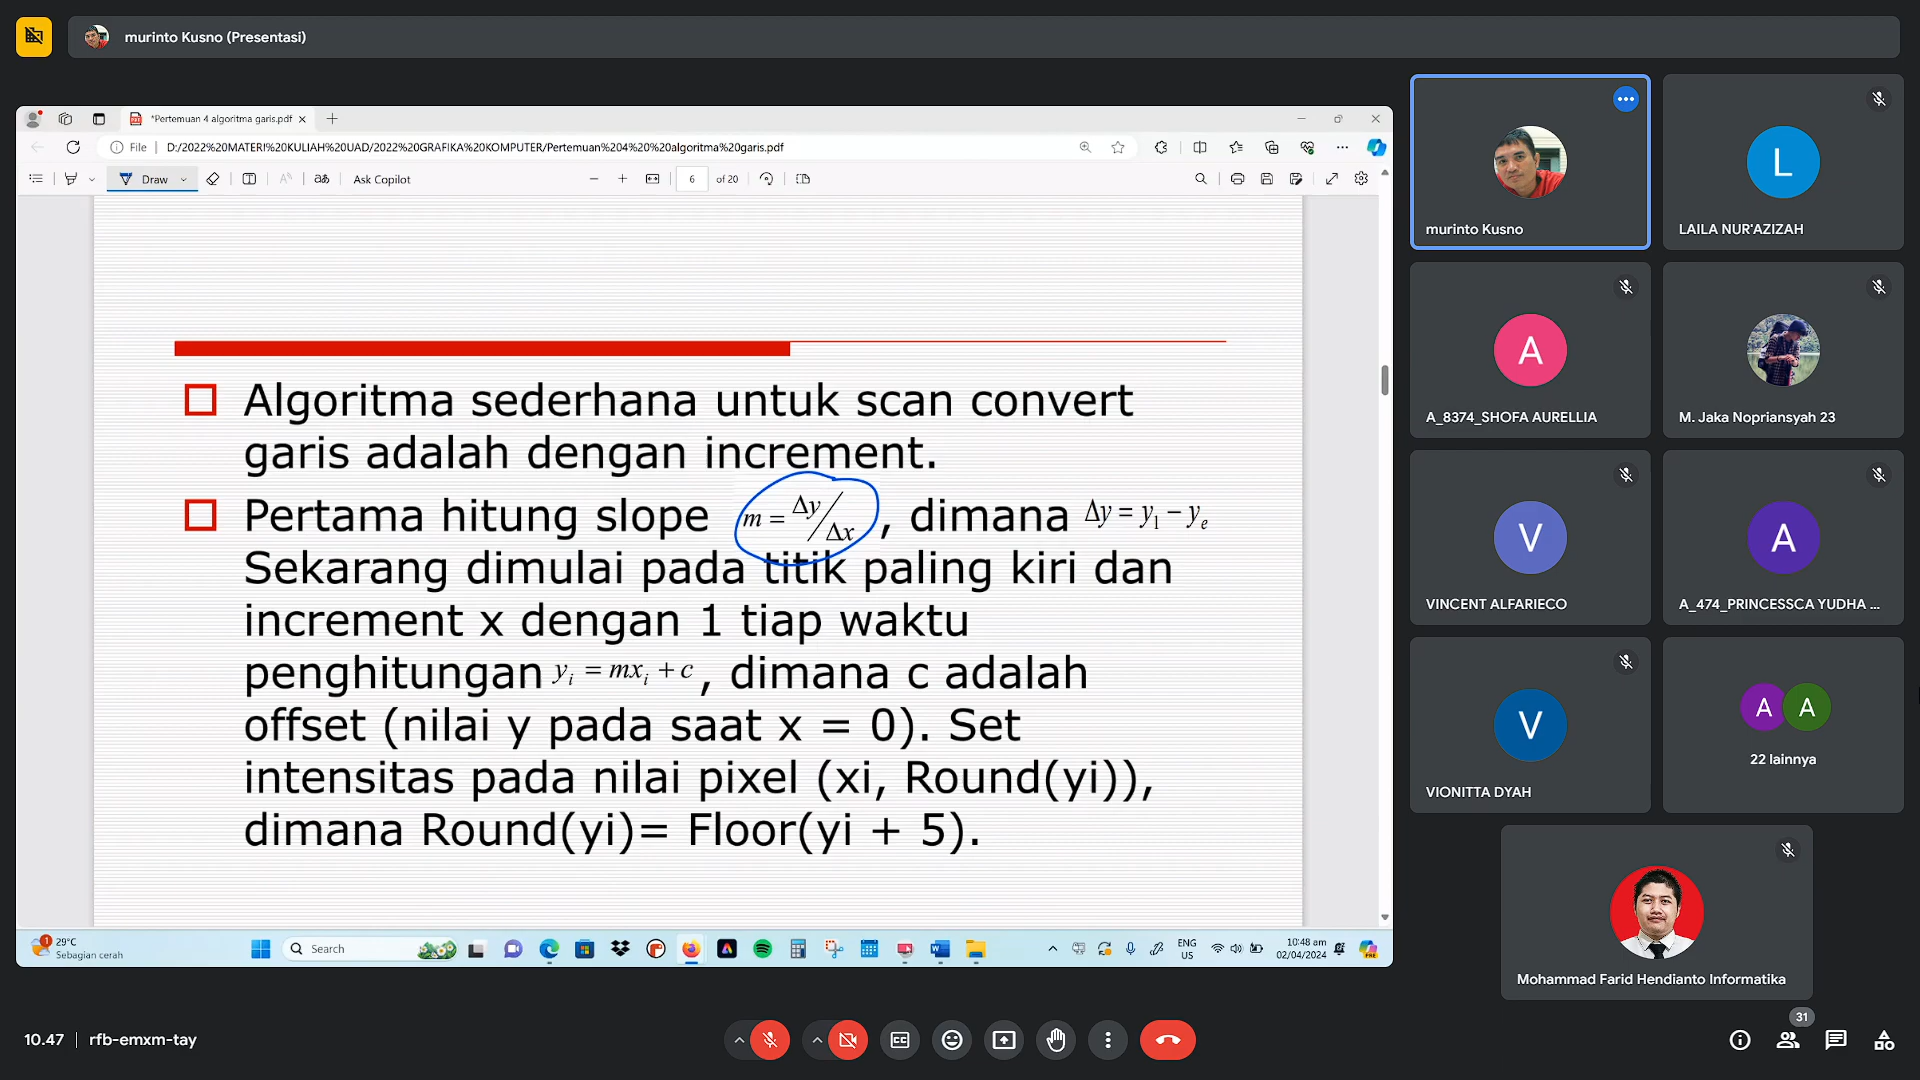 murinto Kusno (Presentasi)
*Pertemuan 4 algoritma garis.pdf
File
D:/2022%20MATERI%20KULIAH%20UAD/2022%20GRAFIKA%20KOMPUTER/Pertemuan%204%20%20algoritma%20garis.pdf
Draw
aあ
Ask Copilot
6 of 20
Algoritma sederhana untuk scan convert
garis adalah dengan increment.
Pertama hitung slope m = Δy/Δx , dimana Δy = y₁ − yₑ
Sekarang dimulai pada titik paling kiri dan
increment x dengan 1 tiap waktu
penghitungan yᵢ = mxᵢ + c , dimana c adalah
offset (nilai y pada saat x = 0). Set
intensitas pada nilai pixel (xi, Round(yi)),
dimana Round(yi)= Floor(yi + 5).
1
29°C
Sebagian cerah
Search
ENG
US
10:48 am
02/04/2024
murinto Kusno
L
LAILA NUR'AZIZAH
A
A_8374_SHOFA AURELLIA
M. Jaka Nopriansyah 23
V
VINCENT ALFARIECO
A
A_474_PRINCESSCA YUDHA ...
V
VIONITTA DYAH
A A
22 lainnya
Mohammad Farid Hendianto Informatika
10.47 | rfb-emxm-tay
31